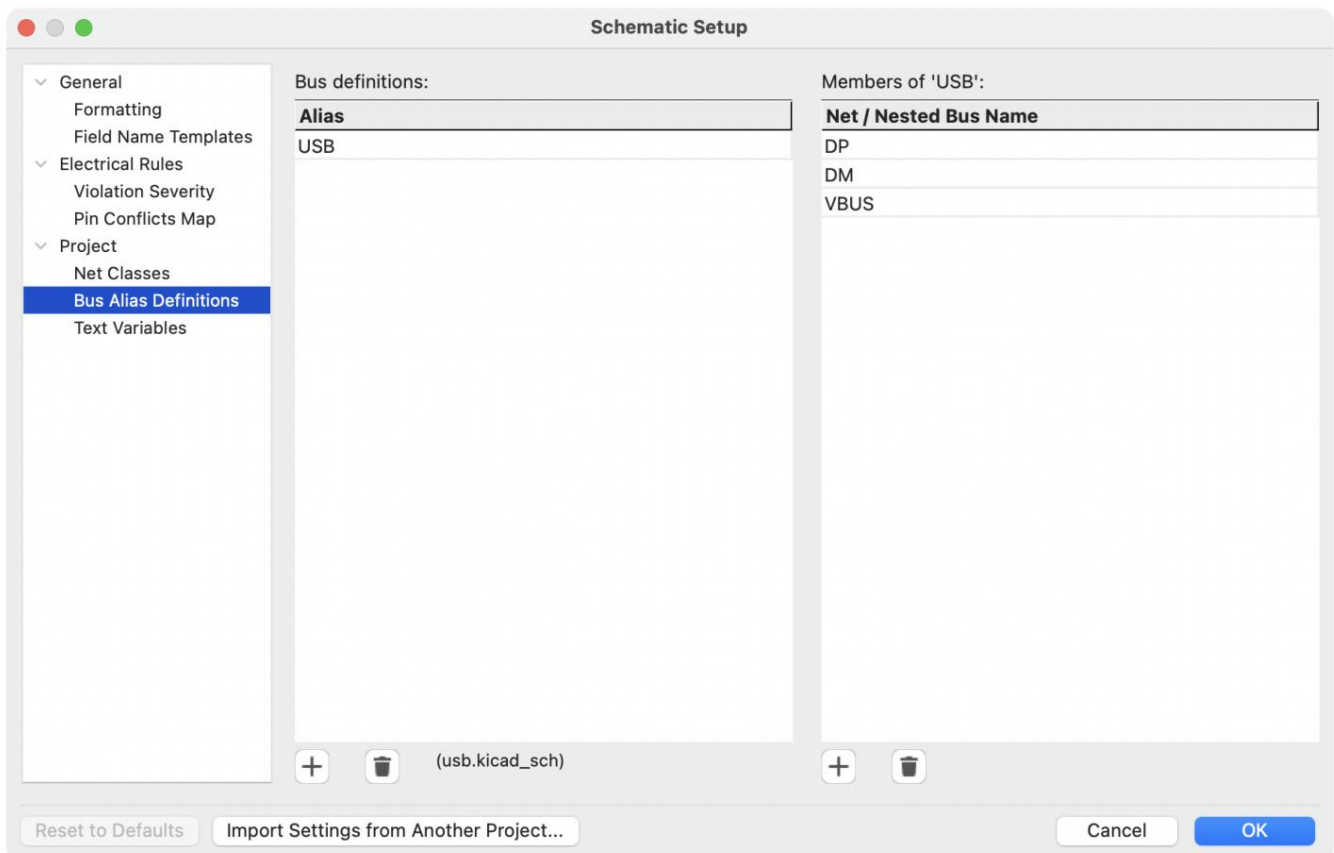 Schematic Setup
General
Formatting
Field Name Templates
Electrical Rules
Violation Severity
Pin Conflicts Map
Project
Net Classes
Bus Alias Definitions
Text Variables
Bus definitions:
Alias
USB
(usb.kicad_sch)
Members of 'USB':
Net / Nested Bus Name
DP
DM
VBUS
Reset to Defaults
Import Settings from Another Project...
Cancel
OK